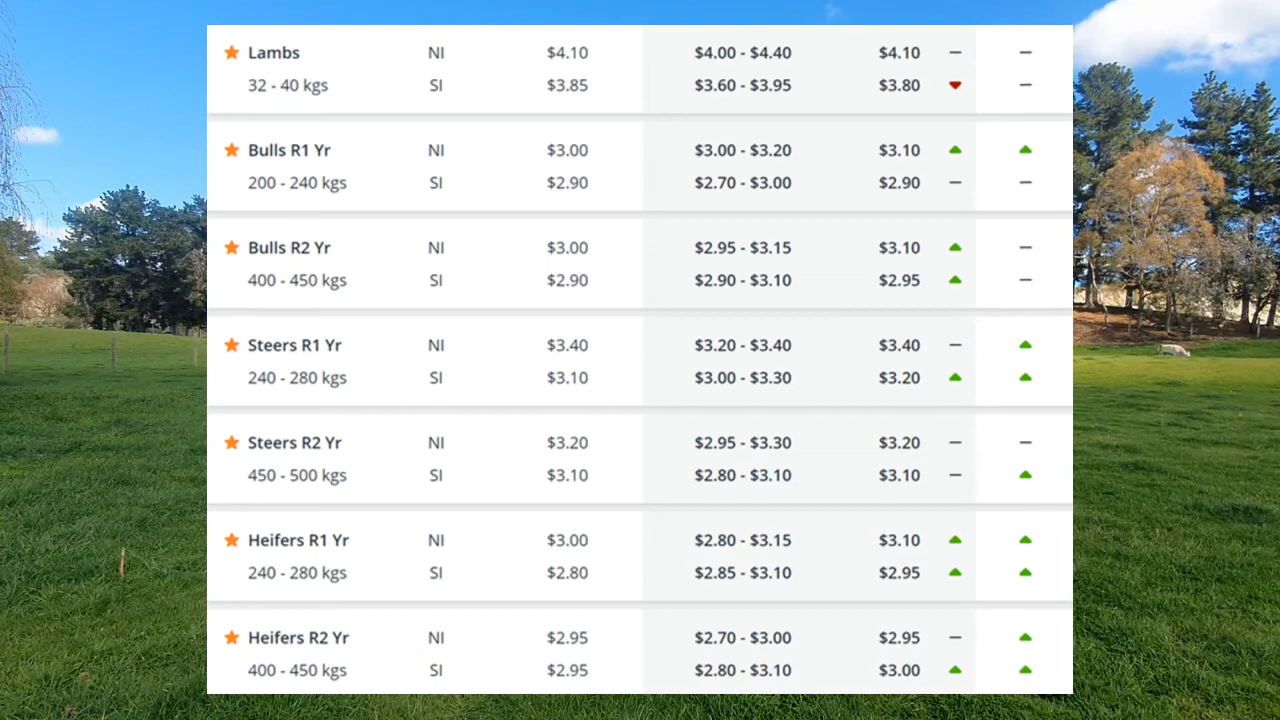 Lambs NI $4.10 $4.00 - $4.40 $4.10 –
32 - 40 kgs SI $3.85 $3.60 - $3.95 $3.80 –
Bulls R1 Yr NI $3.00 $3.00 - $3.20 $3.10
200 - 240 kgs SI $2.90 $2.70 - $3.00 $2.90 – –
Bulls R2 Yr NI $3.00 $2.95 - $3.15 $3.10 –
400 - 450 kgs SI $2.90 $2.90 - $3.10 $2.95 –
Steers R1 Yr NI $3.40 $3.20 - $3.40 $3.40 –
240 - 280 kgs SI $3.10 $3.00 - $3.30 $3.20
Steers R2 Yr NI $3.20 $2.95 - $3.30 $3.20 – –
450 - 500 kgs SI $3.10 $2.80 - $3.10 $3.10 –
Heifers R1 Yr NI $3.00 $2.80 - $3.15 $3.10
240 - 280 kgs SI $2.80 $2.85 - $3.10 $2.95
Heifers R2 Yr NI $2.95 $2.70 - $3.00 $2.95 –
400 - 450 kgs SI $2.95 $2.80 - $3.10 $3.00